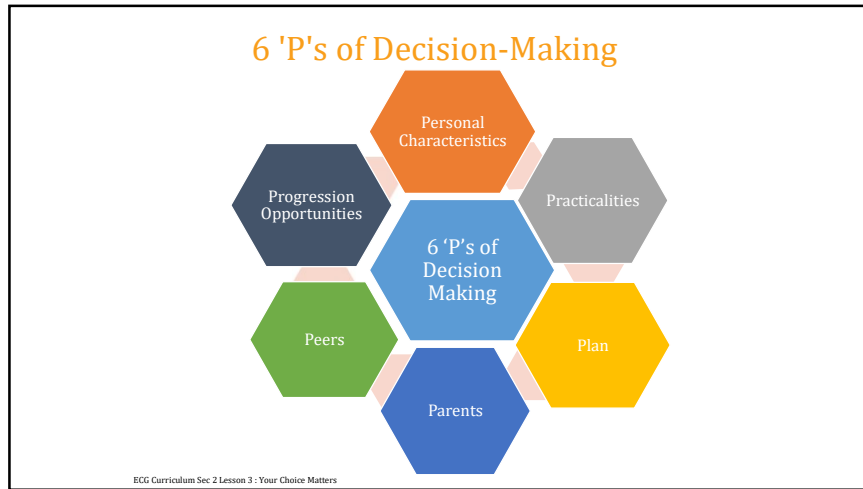 6 'P's of Decision-Making
Personal
Characteristics
Practicalities
Plan
Parents
Peers
Progression
Opportunities
6 ‘P’s of
Decision
Making
ECG Curriculum Sec 2 Lesson 3 : Your Choice Matters